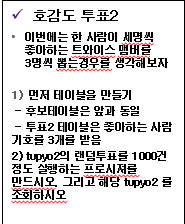 ✓ 호감도 투표2
• 이번에는 한 사람이 세명씩
좋아하는 트와이스 멤버를
3명씩 뽑는경우를 생각해보자
1) 먼저 테이블을 만들기
- 후보테이블은 앞과 동일
- 투표2 테이블은 좋아하는 사람
기호를 3개를 받음
2) tupyo2의 랜덤투표를 1000건
정도 실행하는 프로시저를
만드시오. 그리고 해당 tupyo2 를
조회하시오